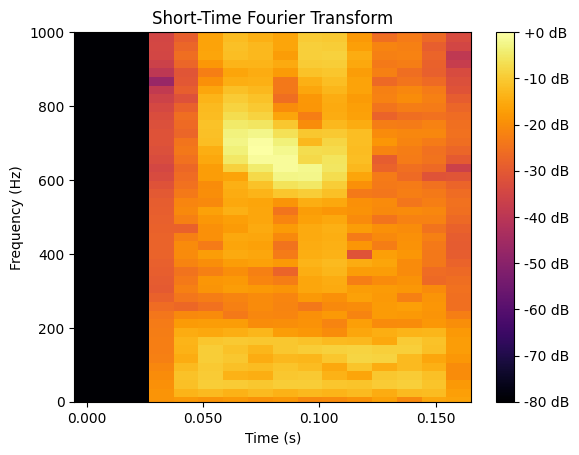 Short-Time Fourier Transform
1000
800
600
400
200
0
Frequency (Hz)
0.000
0.050
0.100
0.150
Time (s)
+0 dB
-10 dB
-20 dB
-30 dB
-40 dB
-50 dB
-60 dB
-70 dB
-80 dB